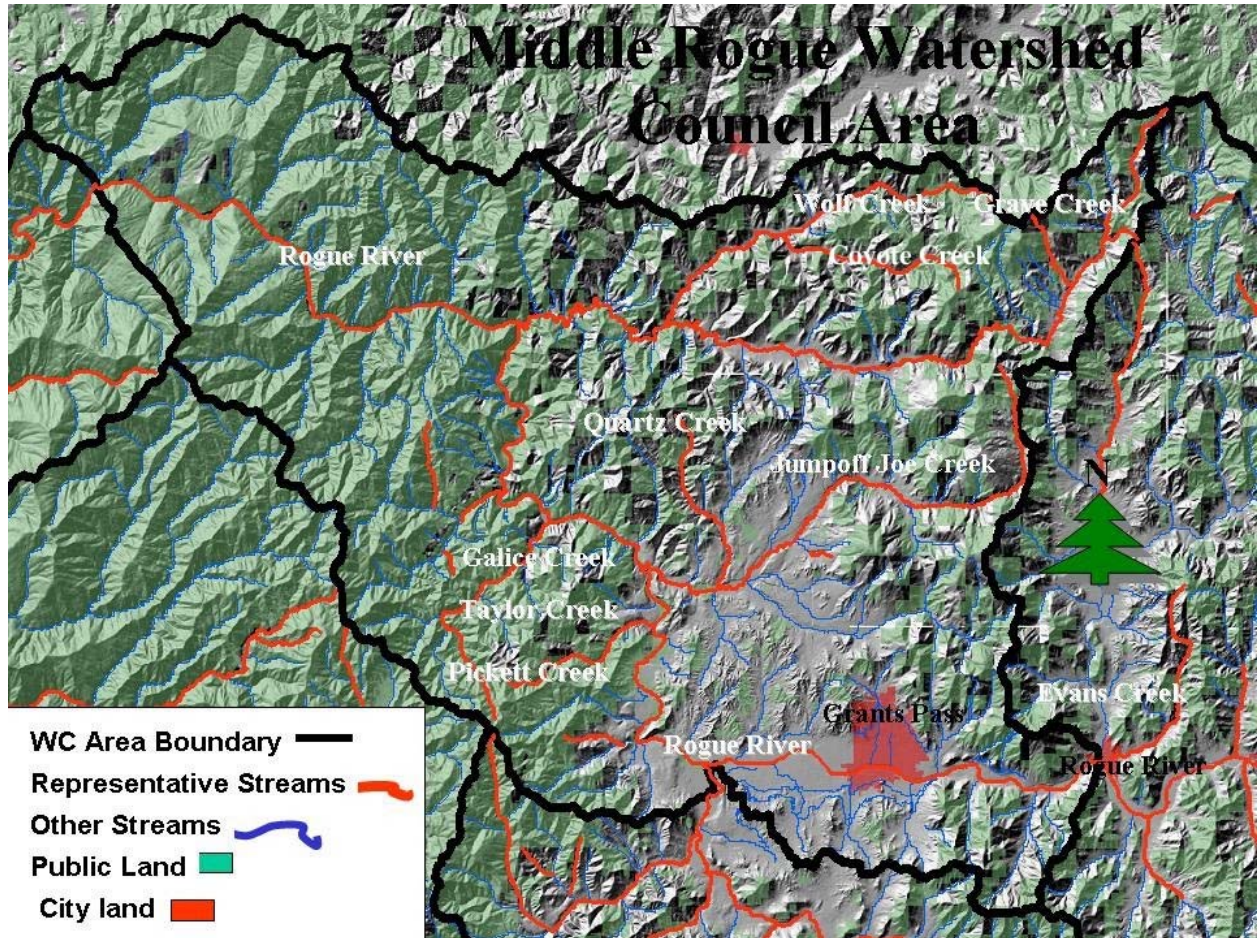 Middle Rogue Watershed
Council Area
Wolf Creek
Grave Creek
Rogue River
Coyote Creek
Quartz Creek
Jumpoff Joe Creek
N
Galice Creek
Taylor Creek
Pickett Creek
Evans Creek
Grants Pass
Rogue River
Rogue River
WC Area Boundary
Representative Streams
Other Streams
Public Land
City land